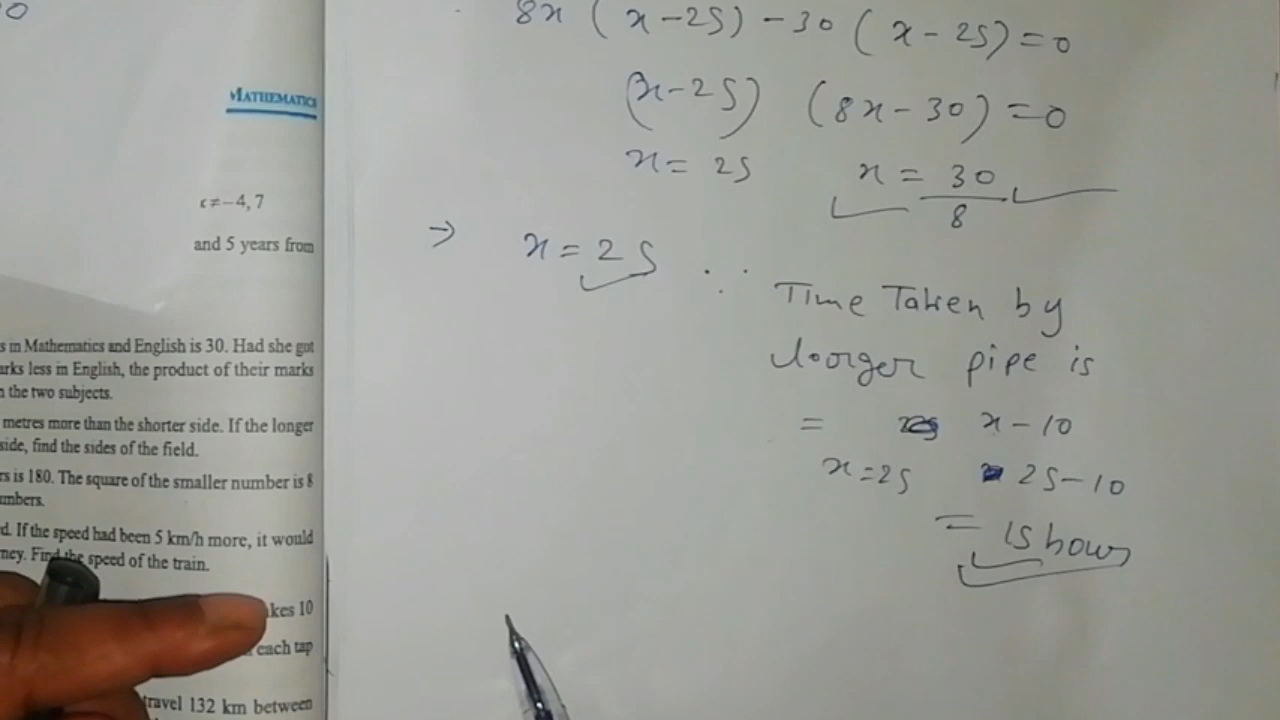 0
8x ( x-25) - 30 ( x - 25) = 0
(x-25) (8x - 30) = 0
x = 25 x = 30
8
→ x = 25
∵ Time Taken by
larger pipe is
= x - 10
x = 25 25 - 10
= 15 hours
MATHEMATICS
x ≠ -4, 7
and 5 years from
s in Mathematics and English is 30. Had she got
arks less in English, the product of their marks
n the two subjects.
metres more than the shorter side. If the longer
side, find the sides of the field.
rs is 180. The square of the smaller number is 8
umbers.
d. If the speed had been 5 km/h more, it would
ney. Find the speed of the train.
akes 10
each tap
travel 132 km between